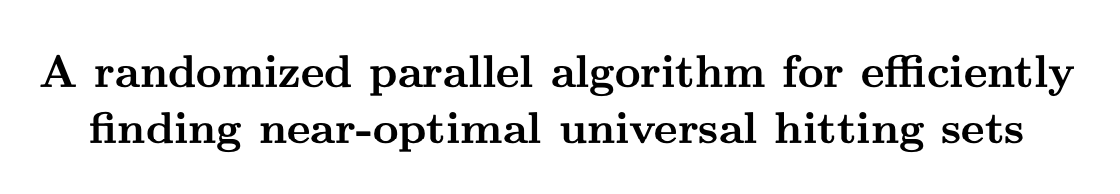 A randomized parallel algorithm for efficiently
finding near-optimal universal hitting sets